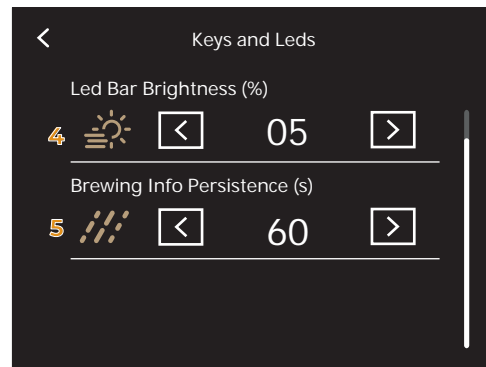 Keys and Leds
Led Bar Brightness (%)
4 05
Brewing Info Persistence (s)
5 60